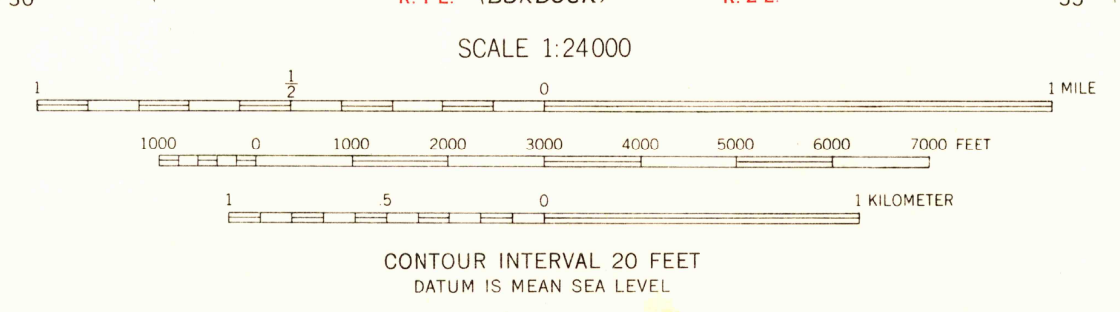 SCALE 1:24000
1 1/2 0 1 MILE
1000 0 1000 2000 3000 4000 5000 6000 7000 FEET
1 .5 0 1 KILOMETER
CONTOUR INTERVAL 20 FEET
DATUM IS MEAN SEA LEVEL